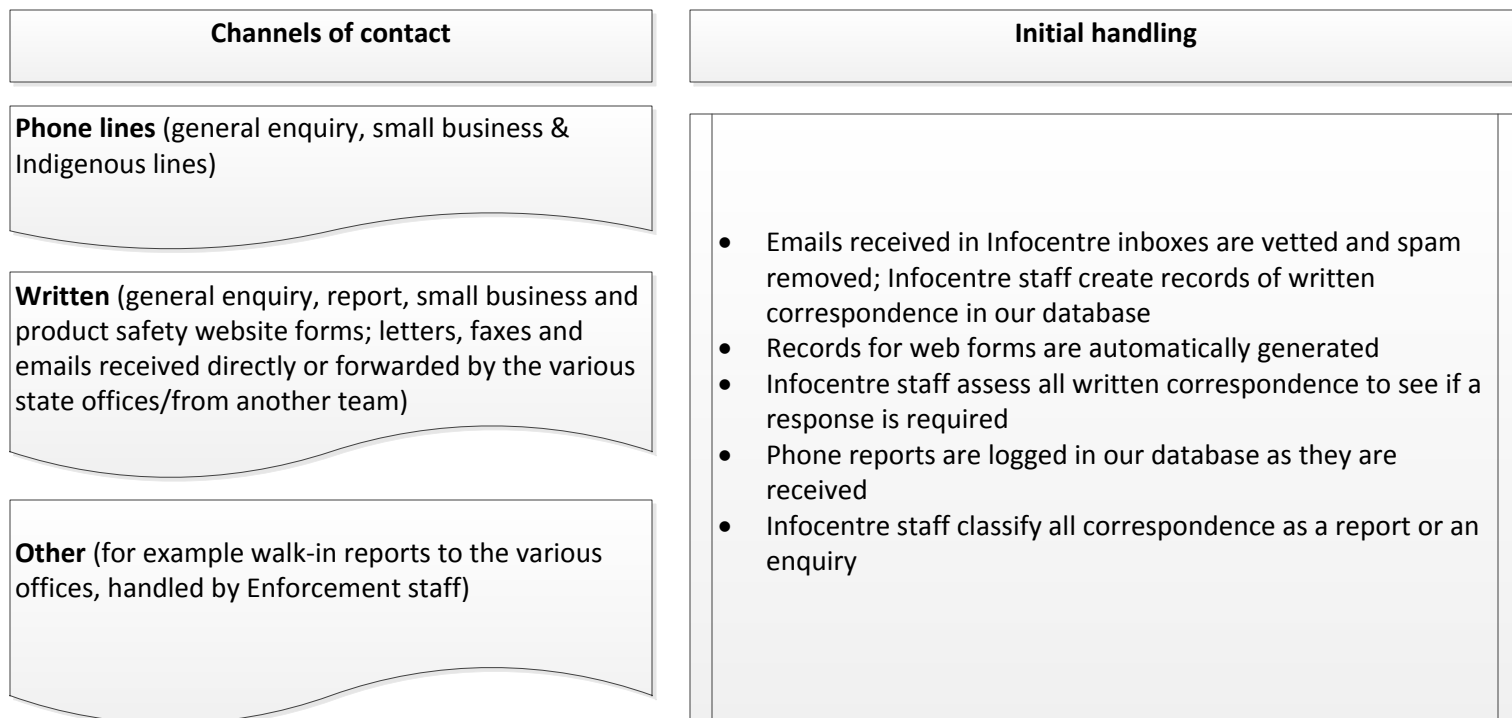 Channels of contact
Phone lines (general enquiry, small business &
Indigenous lines)
Written (general enquiry, report, small business and
product safety website forms; letters, faxes and
emails received directly or forwarded by the various
state offices/from another team)
Other (for example walk-in reports to the various
offices, handled by Enforcement staff)
Initial handling
• Emails received in Infocentre inboxes are vetted and spam
removed; Infocentre staff create records of written
correspondence in our database
• Records for web forms are automatically generated
• Infocentre staff assess all written correspondence to see if a
response is required
• Phone reports are logged in our database as they are
received
• Infocentre staff classify all correspondence as a report or an
enquiry